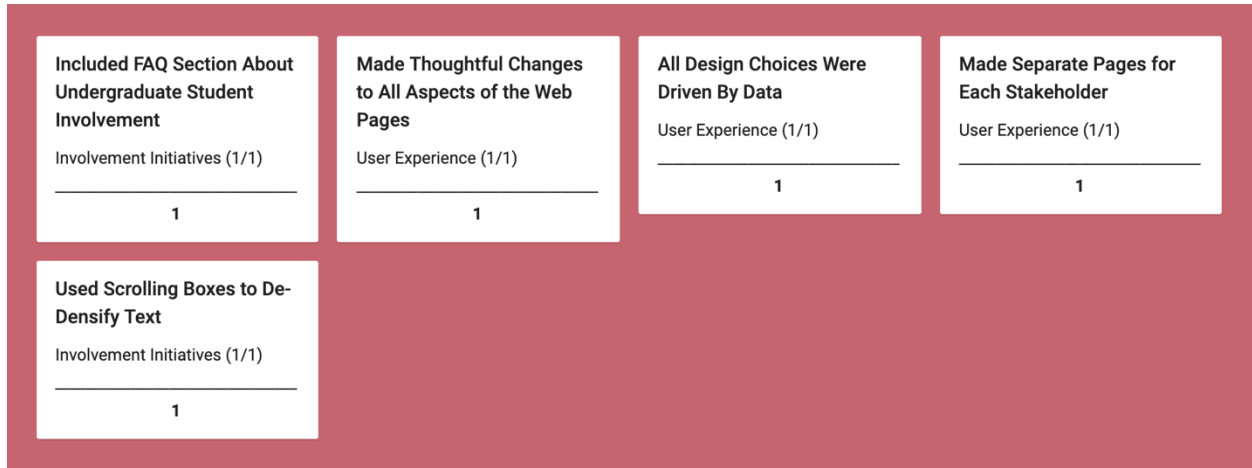 Included FAQ Section About
Undergraduate Student
Involvement
Involvement Initiatives (1/1)
1
Made Thoughtful Changes
to All Aspects of the Web
Pages
User Experience (1/1)
1
All Design Choices Were
Driven By Data
User Experience (1/1)
1
Made Separate Pages for
Each Stakeholder
User Experience (1/1)
1
Used Scrolling Boxes to De-
Densify Text
Involvement Initiatives (1/1)
1